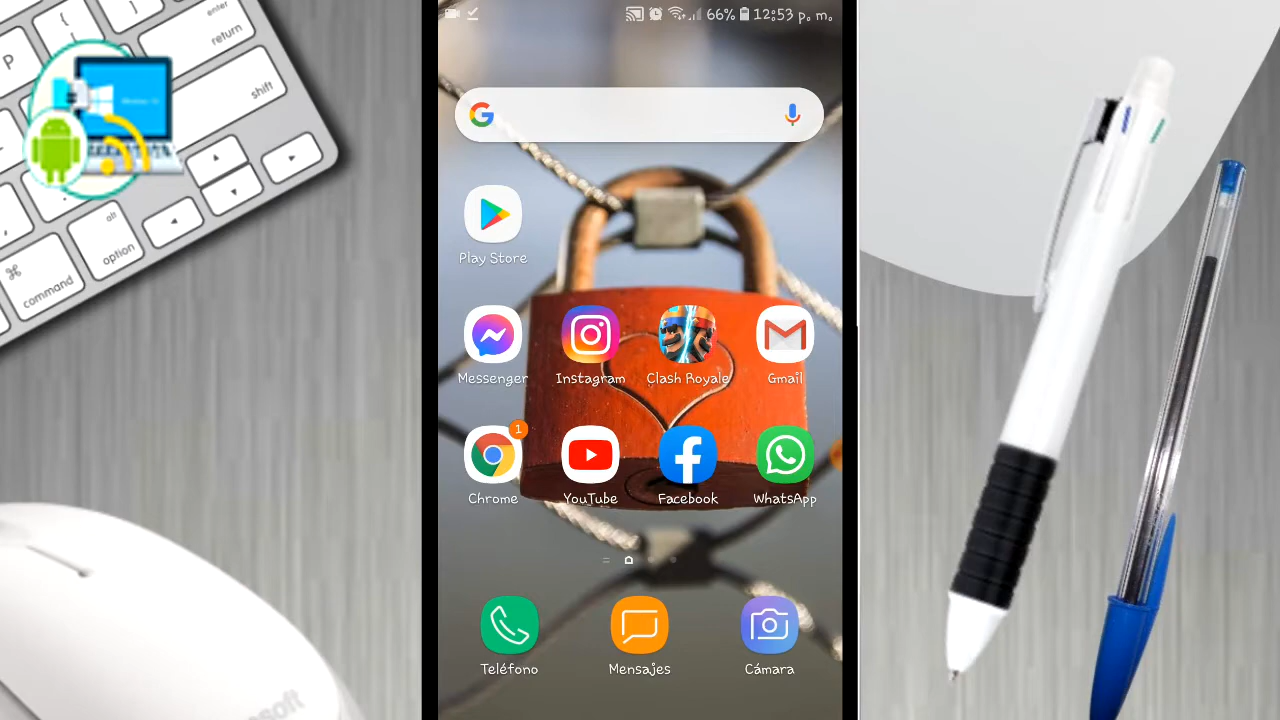 66% 12:53 p. m.
Play Store
Messenger
Instagram
Clash Royale
Gmail
1
Chrome
YouTube
Facebook
WhatsApp
Teléfono
Mensajes
Cámara
P
{
[
}
]
enter
return
shift
alt
option
⌘
command